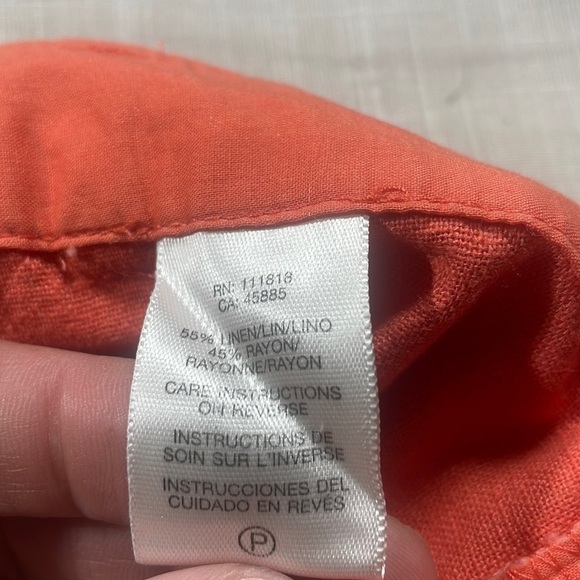 RN: 111818
CA: 45885
55% LINEN/LIN/LINO
45% RAYON/
RAYONNE/RAYON
CARE INSTRUCTIONS
ON REVERSE
INSTRUCTIONS DE
SOIN SUR L'INVERSE
INSTRUCCIONES DEL
CUIDADO EN REVÉS
P